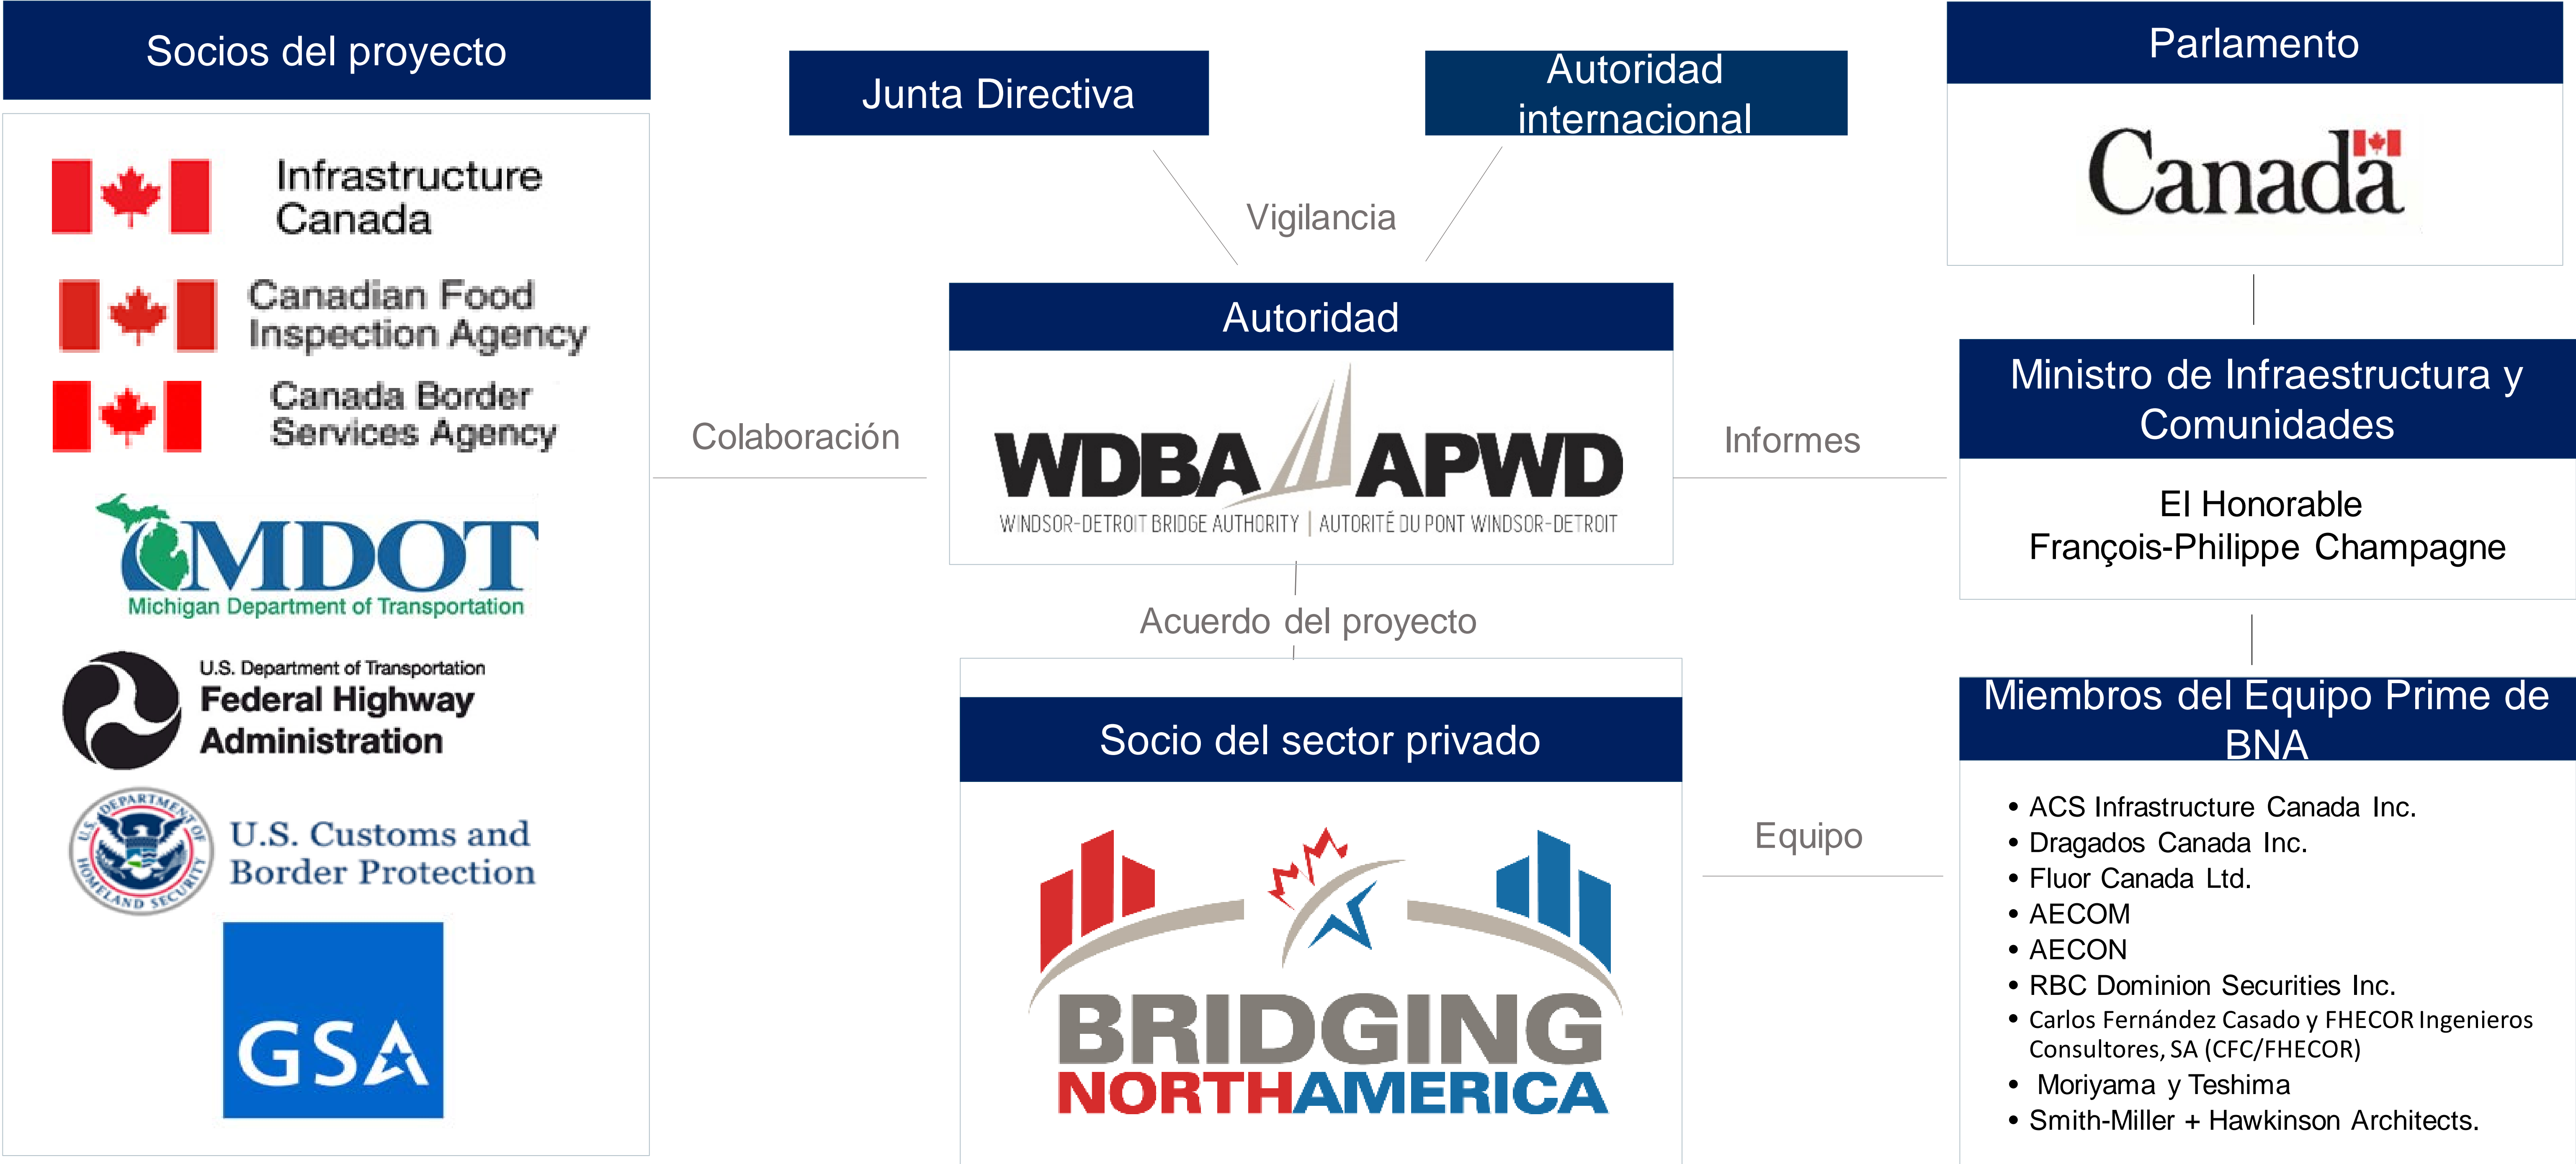 Socios del proyecto
Infrastructure
Canada
Canadian Food
Inspection Agency
Canada Border
Services Agency
MDOT
Michigan Department of Transportation
U.S. Department of Transportation
Federal Highway
Administration
U.S. DEPARTMENT OF
HOMELAND SECURITY
U.S. Customs and
Border Protection
GSA
Colaboración
Junta Directiva
Autoridad
internacional
Vigilancia
Autoridad
WDBA APWD
WINDSOR-DETROIT BRIDGE AUTHORITY | AUTORITÉ DU PONT WINDSOR-DETROIT
Acuerdo del proyecto
Socio del sector privado
BRIDGING
NORTHAMERICA
Informes
Equipo
Parlamento
Canada
Ministro de Infraestructura y
Comunidades
El Honorable
François-Philippe Champagne
Miembros del Equipo Prime de
BNA
• ACS Infrastructure Canada Inc.
• Dragados Canada Inc.
• Fluor Canada Ltd.
• AECOM
• AECON
• RBC Dominion Securities Inc.
• Carlos Fernández Casado y FHECOR Ingenieros
Consultores, SA (CFC/FHECOR)
• Moriyama y Teshima
• Smith-Miller + Hawkinson Architects.